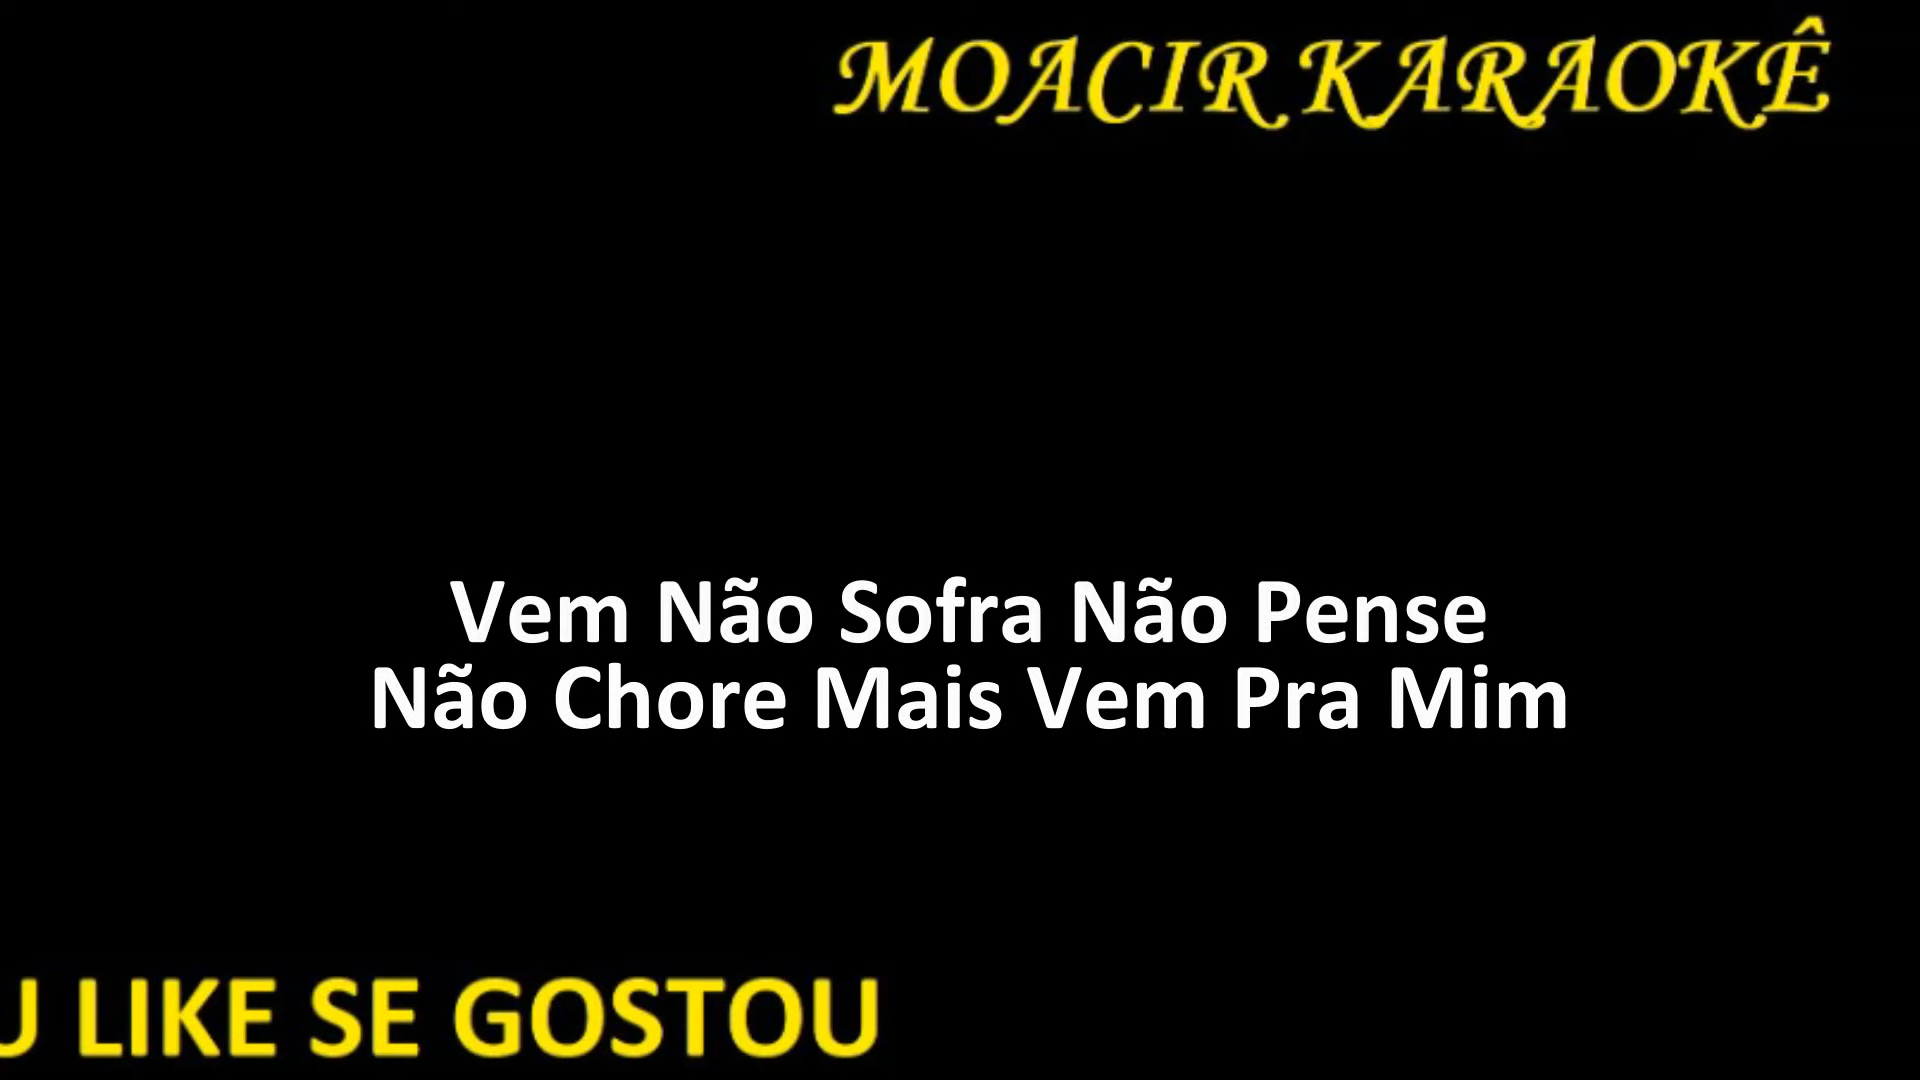 MOACIR KARAOKÊ
Vem Não Sofra Não Pense
Não Chore Mais Vem Pra Mim
U LIKE SE GOSTOU